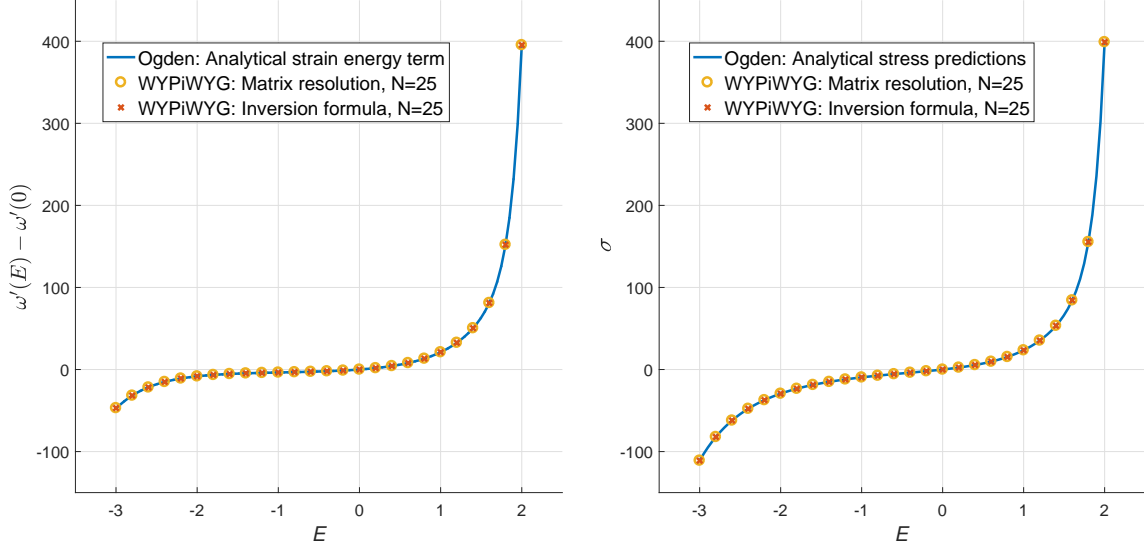 400
300
200
100
0
-100
-3
-2
-1
0
1
2
E
ω′(E) − ω′(0)
Ogden: Analytical strain energy term
WYPiWYG: Matrix resolution, N=25
WYPiWYG: Inversion formula, N=25
400
300
200
100
0
-100
-3
-2
-1
0
1
2
E
σ
Ogden: Analytical stress predictions
WYPiWYG: Matrix resolution, N=25
WYPiWYG: Inversion formula, N=25